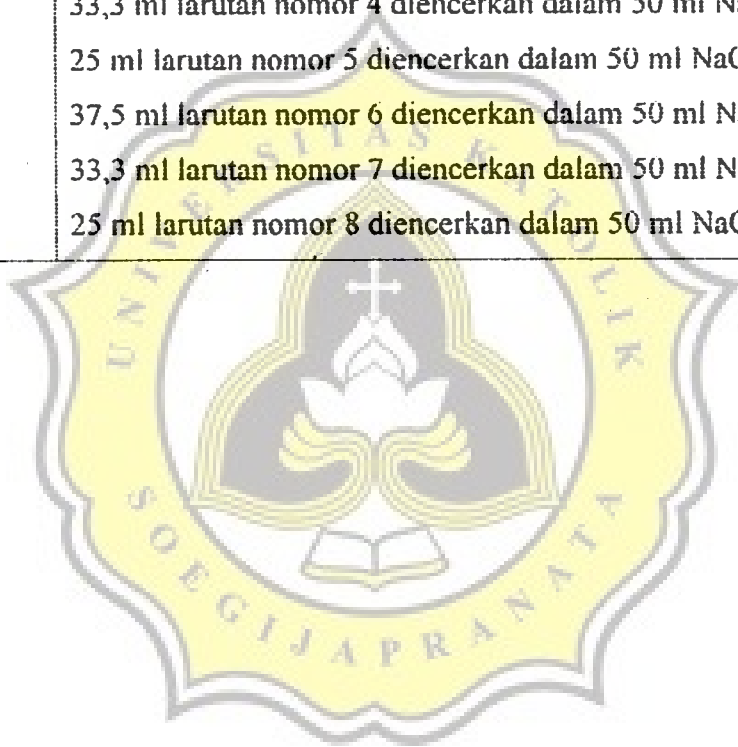 33,3 ml larutan nomor 4 diencerkan dalam 50 ml
25 ml larutan nomor 5 diencerkan dalam 50 ml
37,5 ml larutan nomor 6 diencerkan dalam 50 ml
33,3 ml larutan nomor 7 diencerkan dalam 50 ml
25 ml larutan nomor 8 diencerkan dalam 50 ml
UNIVERSITAS KATOLIK
SOEGIJAPRANATA